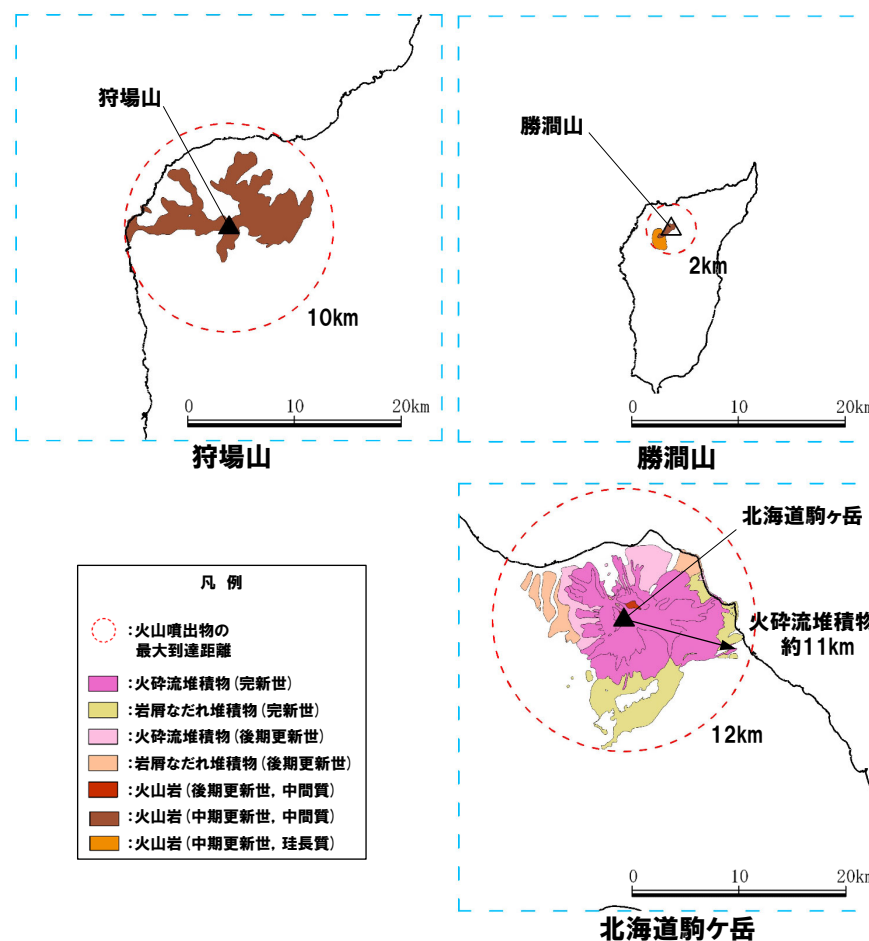 狩場山
10km
0 10 20km
狩場山
勝澗山
2km
0 10 20km
勝澗山
凡 例
:火山噴出物の
最大到達距離
:火砕流堆積物(完新世)
:岩屑なだれ堆積物(完新世)
:火砕流堆積物(後期更新世)
:岩屑なだれ堆積物(後期更新世)
:火山岩(後期更新世, 中間質)
:火山岩(中期更新世, 中間質)
:火山岩(中期更新世, 珪長質)
北海道駒ヶ岳
火砕流堆積物
約11km
12km
0 10 20km
北海道駒ケ岳